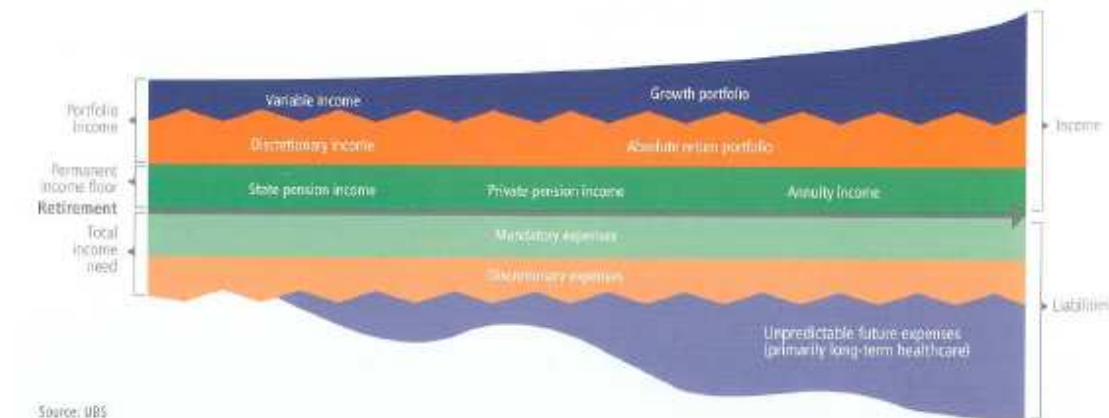 Variable income
Growth portfolio
Portfolio
income
Income
Discretionary income
Absolute return portfolio
Permanent
income floor
State pension income
Private pension income
Annuity income
Retirement
Total
income
need
Mandatory expenses
Discretionary expenses
Liabilities
Unpredictable future expenses
(primarily long-term healthcare)
Source: UBS